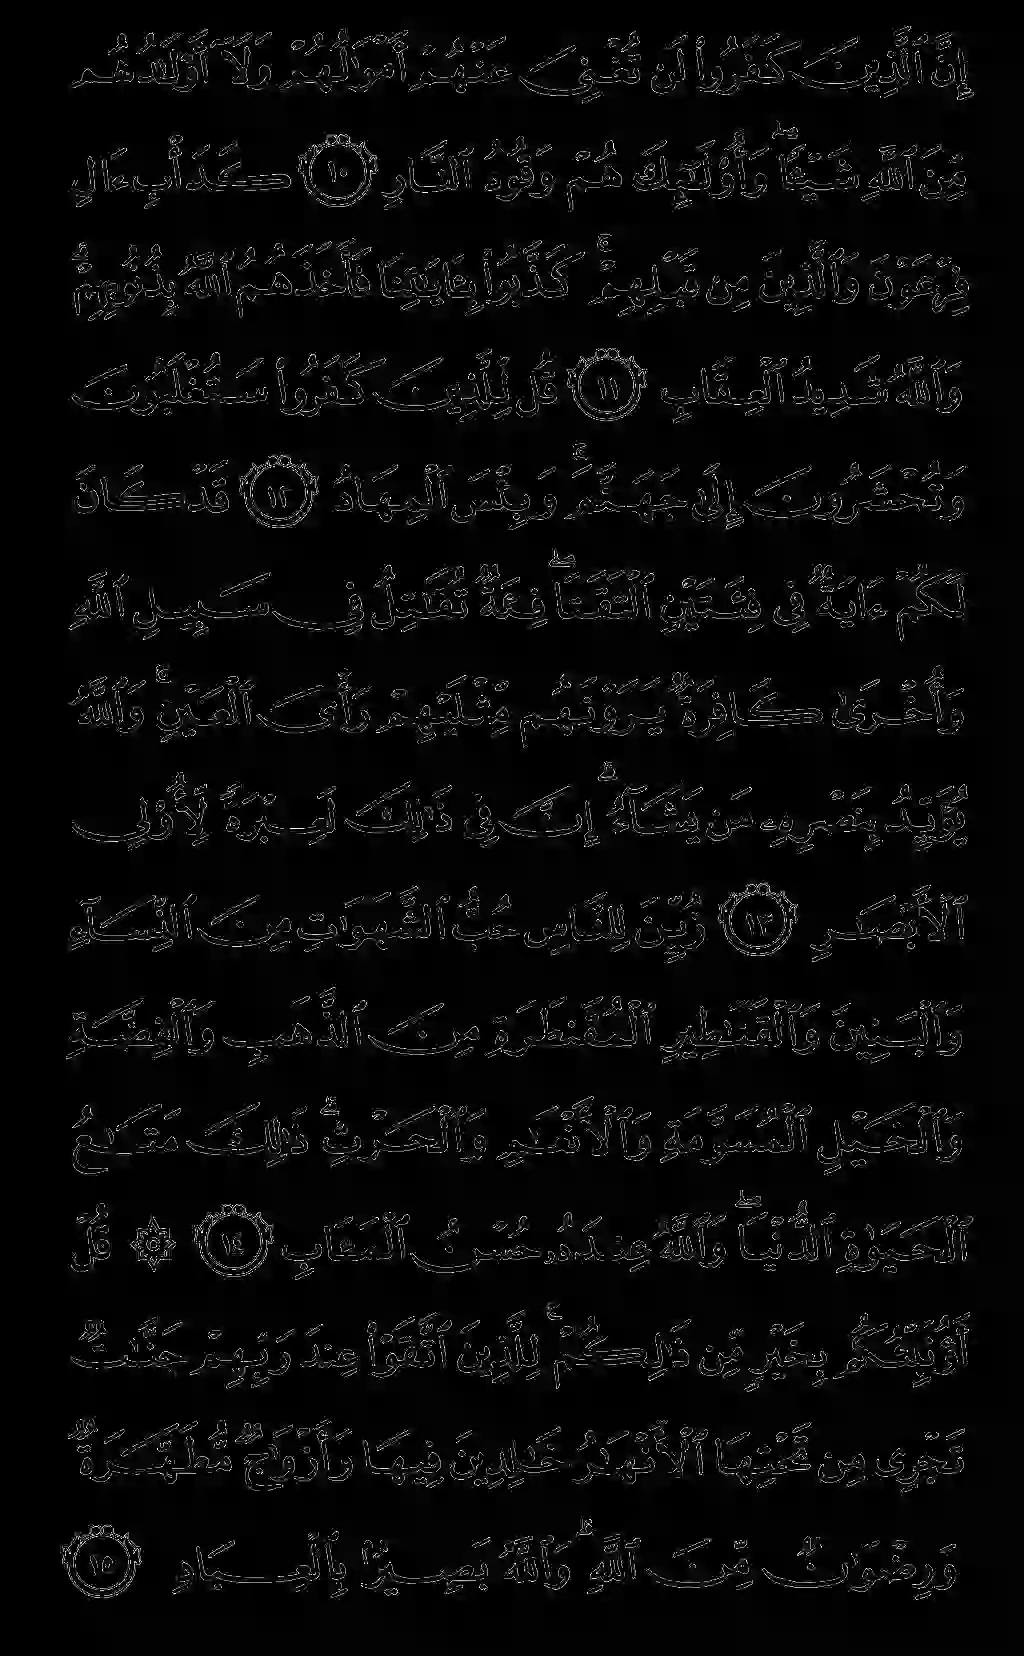 إِنَّ ٱلَّذِينَ كَفَرُوا۟ لَن تُغْنِىَ عَنْهُمْ أَمْوَٰلُهُمْ وَلَآ أَوْلَٰدُهُم
مِّنَ ٱللَّهِ شَيْـًٔا ۖ وَأُو۟لَٰٓئِكَ هُمْ وَقُودُ ٱلنَّارِ ١٠ كَدَأْبِ ءَالِ
فِرْعَوْنَ وَٱلَّذِينَ مِن قَبْلِهِمْ ۚ كَذَّبُوا۟ بِـَٔايَٰتِنَا فَأَخَذَهُمُ ٱللَّهُ بِذُنُوبِهِمْ ۗ
وَٱللَّهُ شَدِيدُ ٱلْعِقَابِ ١١ قُل لِّلَّذِينَ كَفَرُوا۟ سَتُغْلَبُونَ
وَتُحْشَرُونَ إِلَىٰ جَهَنَّمَ ۚ وَبِئْسَ ٱلْمِهَادُ ١٢ قَدْ كَانَ
لَكُمْ ءَايَةٌ فِى فِئَتَيْنِ ٱلْتَقَتَا ۖ فِئَةٌ تُقَٰتِلُ فِى سَبِيلِ ٱللَّهِ
وَأُخْرَىٰ كَافِرَةٌ يَرَوْنَهُم مِّثْلَيْهِمْ رَأْىَ ٱلْعَيْنِ ۚ وَٱللَّهُ
يُؤَيِّدُ بِنَصْرِهِۦ مَن يَشَآءُ ۗ إِنَّ فِى ذَٰلِكَ لَعِبْرَةً لِّأُو۟لِى
ٱلْأَبْصَٰرِ ١٣ زُيِّنَ لِلنَّاسِ حُبُّ ٱلشَّهَوَٰتِ مِنَ ٱلنِّسَآءِ
وَٱلْبَنِينَ وَٱلْقَنَٰطِيرِ ٱلْمُقَنطَرَةِ مِنَ ٱلذَّهَبِ وَٱلْفِضَّةِ
وَٱلْخَيْلِ ٱلْمُسَوَّمَةِ وَٱلْأَنْعَٰمِ وَٱلْحَرْثِ ۗ ذَٰلِكَ مَتَٰعُ
ٱلْحَيَوٰةِ ٱلدُّنْيَا ۖ وَٱللَّهُ عِندَهُۥ حُسْنُ ٱلْمَـَٔابِ ١٤ ۞ قُلْ
أَؤُنَبِّئُكُم بِخَيْرٍ مِّن ذَٰلِكُمْ ۚ لِلَّذِينَ ٱتَّقَوْا۟ عِندَ رَبِّهِمْ جَنَّٰتٌ
تَجْرِى مِن تَحْتِهَا ٱلْأَنْهَٰرُ خَٰلِدِينَ فِيهَا وَأَزْوَٰجٌ مُّطَهَّرَةٌ
وَرِضْوَٰنٌ مِّنَ ٱللَّهِ ۗ وَٱللَّهُ بَصِيرٌۢ بِٱلْعِبَادِ ١٥